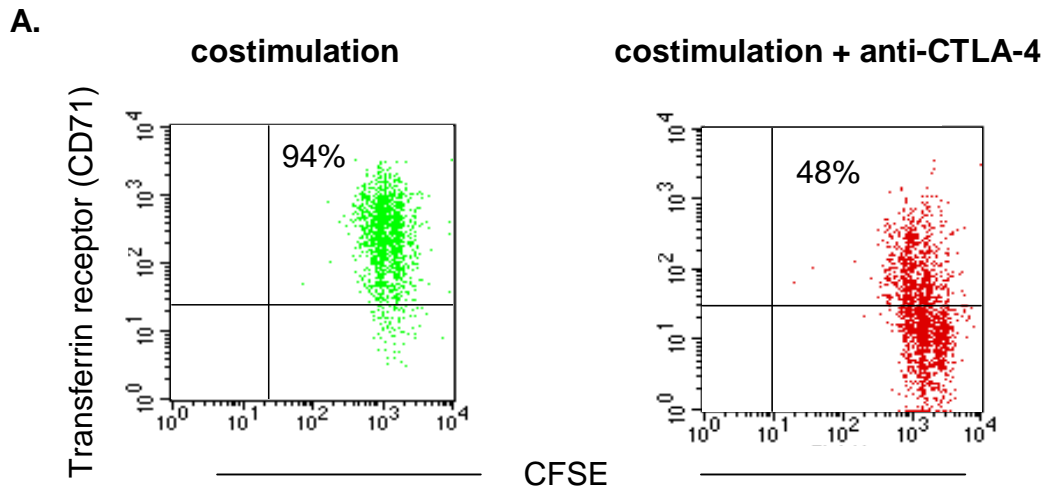 A.
costimulation
costimulation + anti-CTLA-4
Transferrin receptor (CD71)
94%
10^4
10^3
10^2
10^1
10^0
10^0 10^1 10^2 10^3 10^4
48%
10^4
10^3
10^2
10^1
10^0
10^0 10^1 10^2 10^3 10^4
CFSE